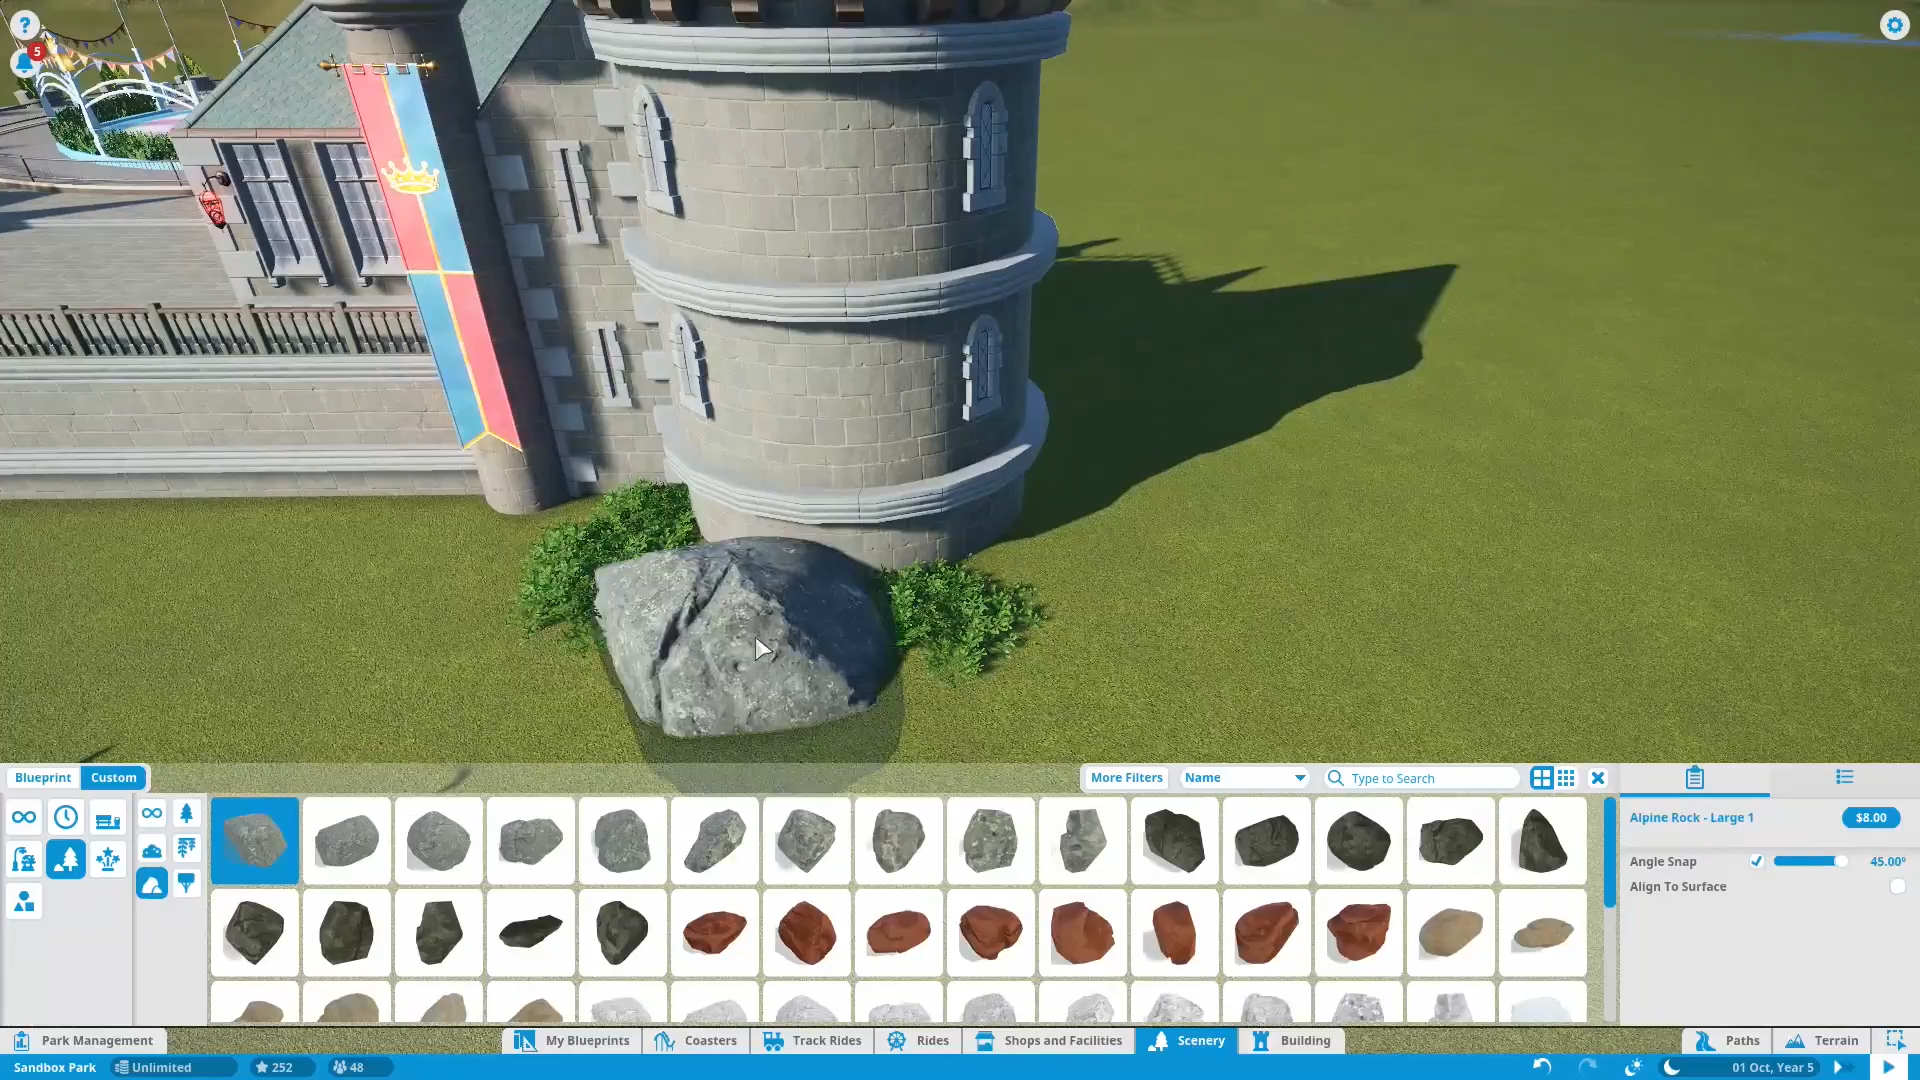 ?
5
Blueprint
Custom
More Filters
Name
Type to Search
Alpine Rock - Large 1
$8.00
Angle Snap
45.00°
Align To Surface
Park Management
My Blueprints
Coasters
Track Rides
Rides
Shops and Facilities
Scenery
Building
Paths
Terrain
Sandbox Park
Unlimited
252
48
01 Oct, Year 5